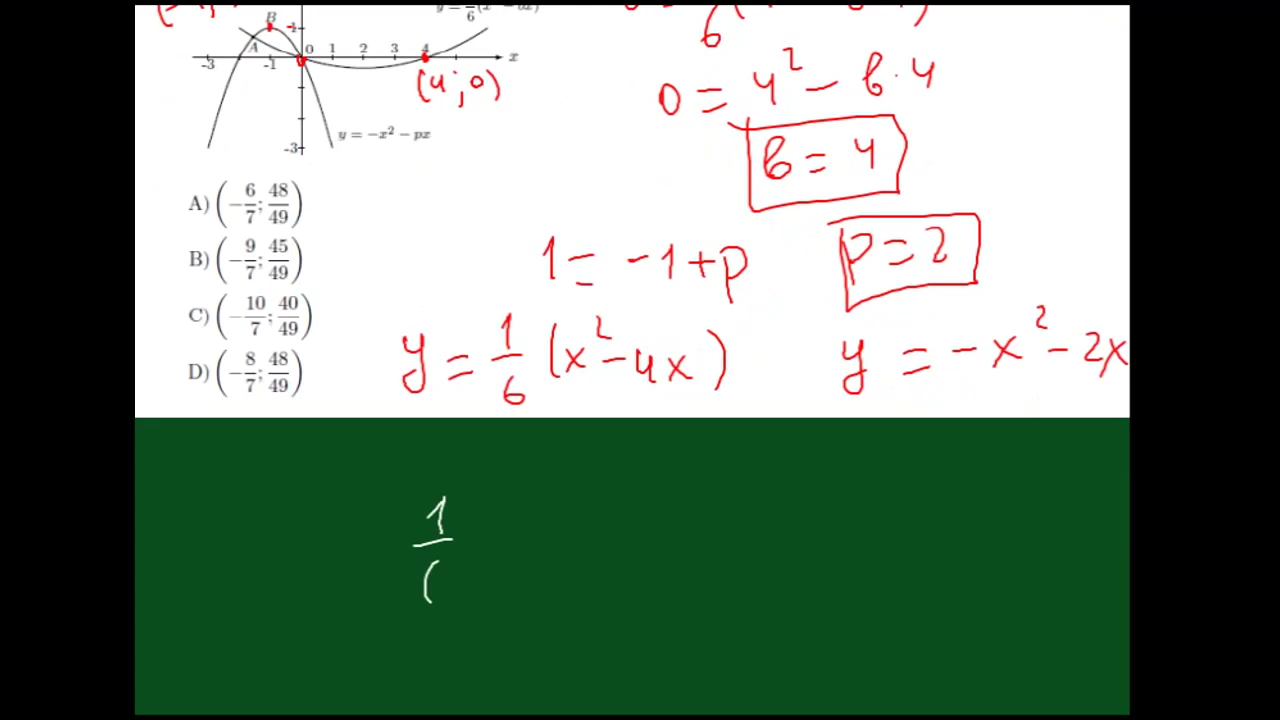 B
A
-3 -1 0 1 2 3 4 x
(4;0)
y = -x² - px
-3
0 = 4² - b·4
b = 4
A) (-6/7; 48/49)
B) (-9/7; 45/49)
C) (-10/7; 40/49)
D) (-8/7; 48/49)
1 = -1+p
p = 2
y = 1/6 (x² - 4x)
y = -x² - 2x
1